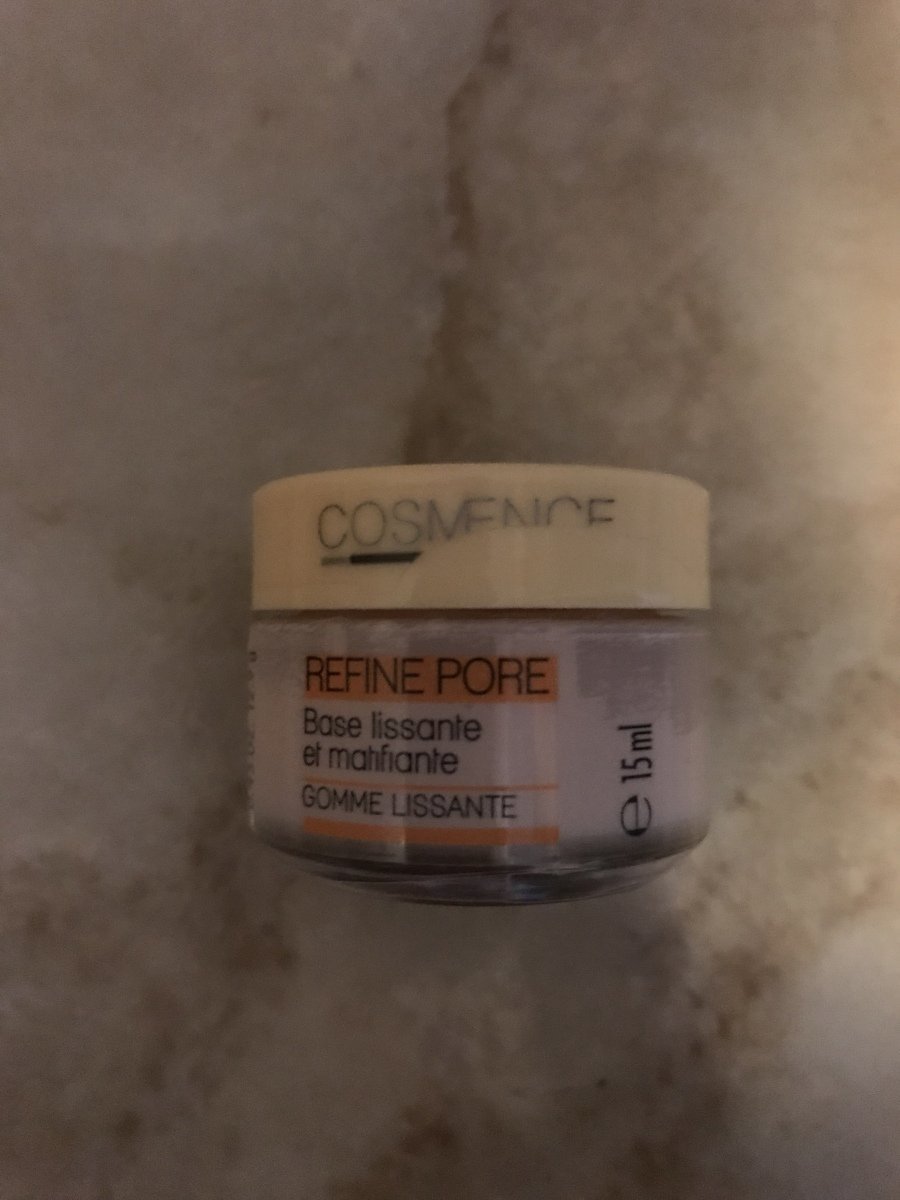 COSMENCE
REFINE PORE
Base lissante
et matifiante
GOMME LISSANTE
e 15 ml